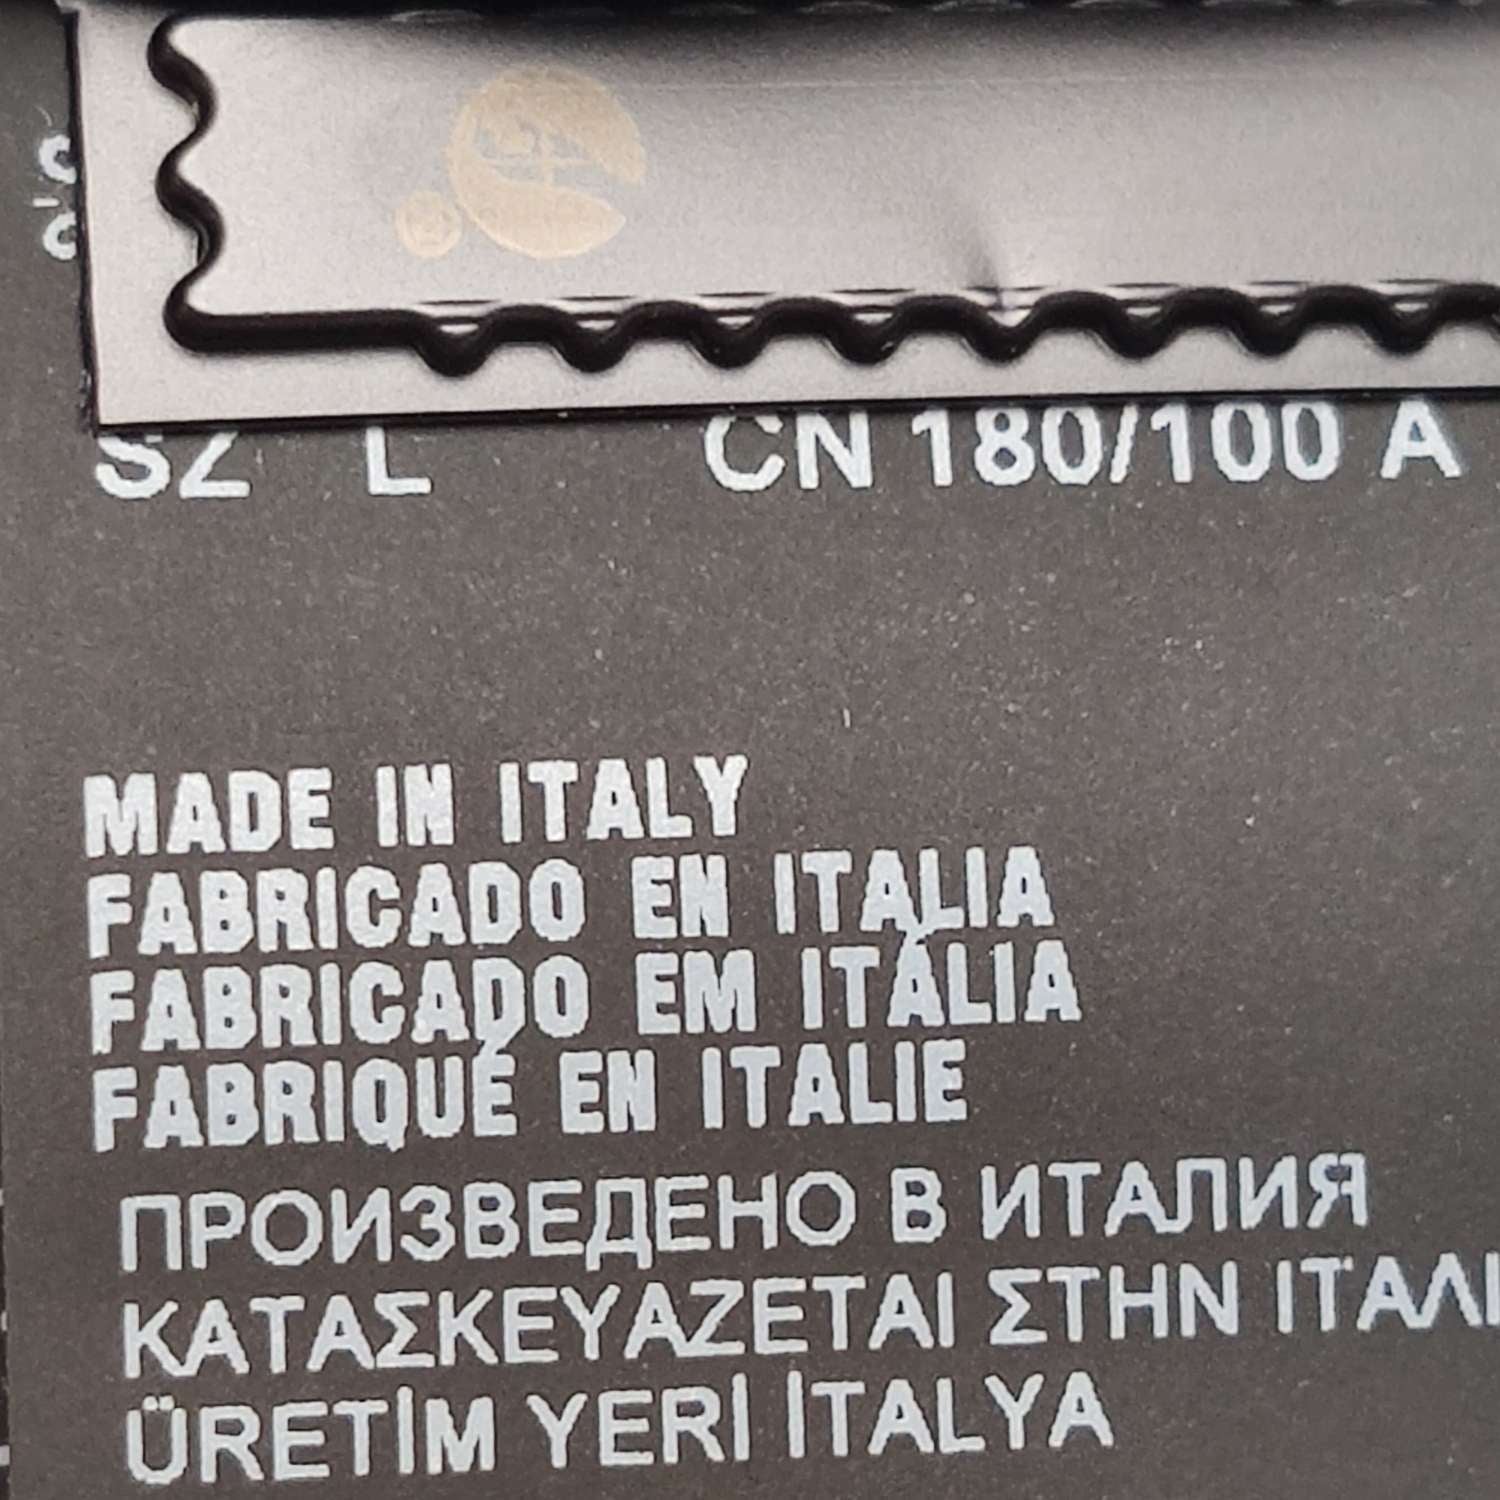 SZ L CN 180/100 A
MADE IN ITALY
FABRICADO EN ITALIA
FABRICADO EM ITÁLIA
FABRIQUÉ EN ITALIE
ПРОИЗВЕДЕНО В ИТАЛИЯ
ΚΑΤΑΣΚΕΥΑΖΕΤΑΙ ΣΤΗΝ ΙΤΑΛΙ
ÜRETİM YERİ İTALYA